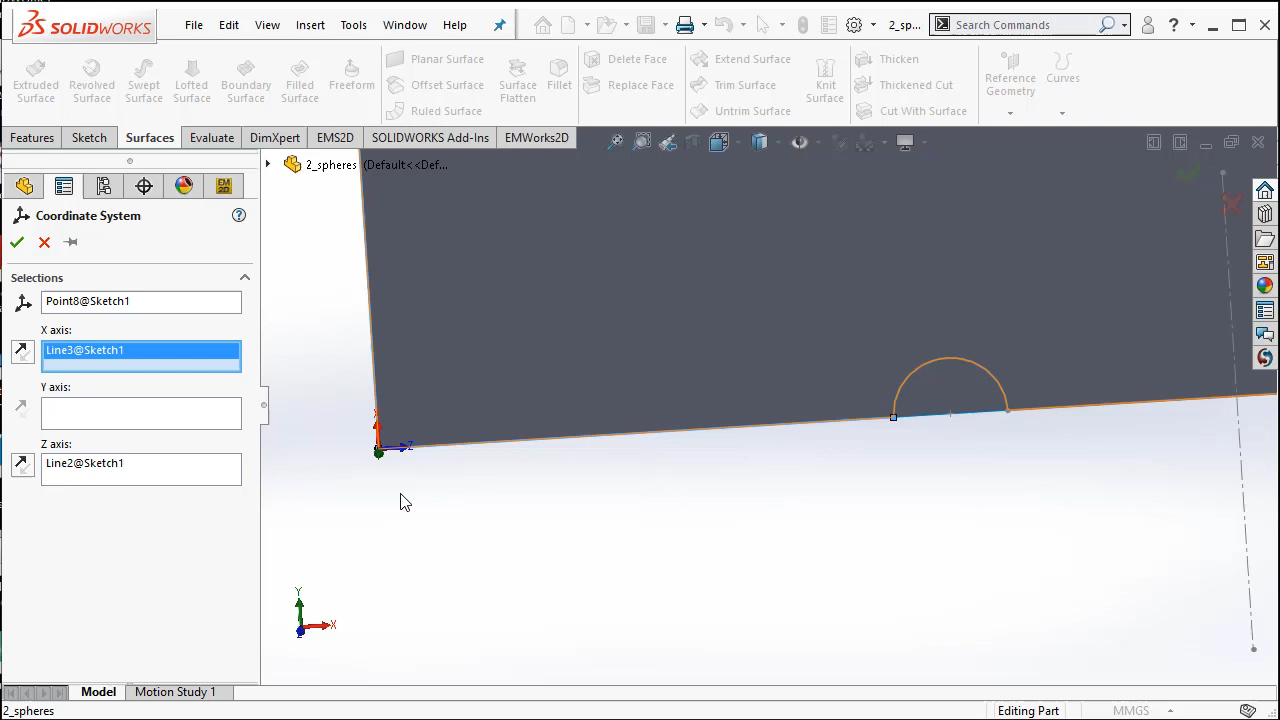 SOLIDWORKS File Edit View Insert Tools Window Help 2_sp... Search Commands ?
Extruded Surface
Revolved Surface
Swept Surface
Lofted Surface
Boundary Surface
Filled Surface
Freeform
Planar Surface
Offset Surface
Ruled Surface
Surface Flatten
Fillet
Delete Face
Replace Face
Extend Surface
Trim Surface
Untrim Surface
Knit Surface
Thicken
Thickened Cut
Cut With Surface
Reference Geometry
Curves
Features Sketch Surfaces Evaluate DimXpert EMS2D SOLIDWORKS Add-Ins EMWorks2D
2_spheres (Default<<Def...
Coordinate System ?
Selections
Point8@Sketch1
X axis:
Line3@Sketch1
Y axis:
Z axis:
Line2@Sketch1
X
Z
Y
X
Z
Model Motion Study 1
2_spheres Editing Part MMGS